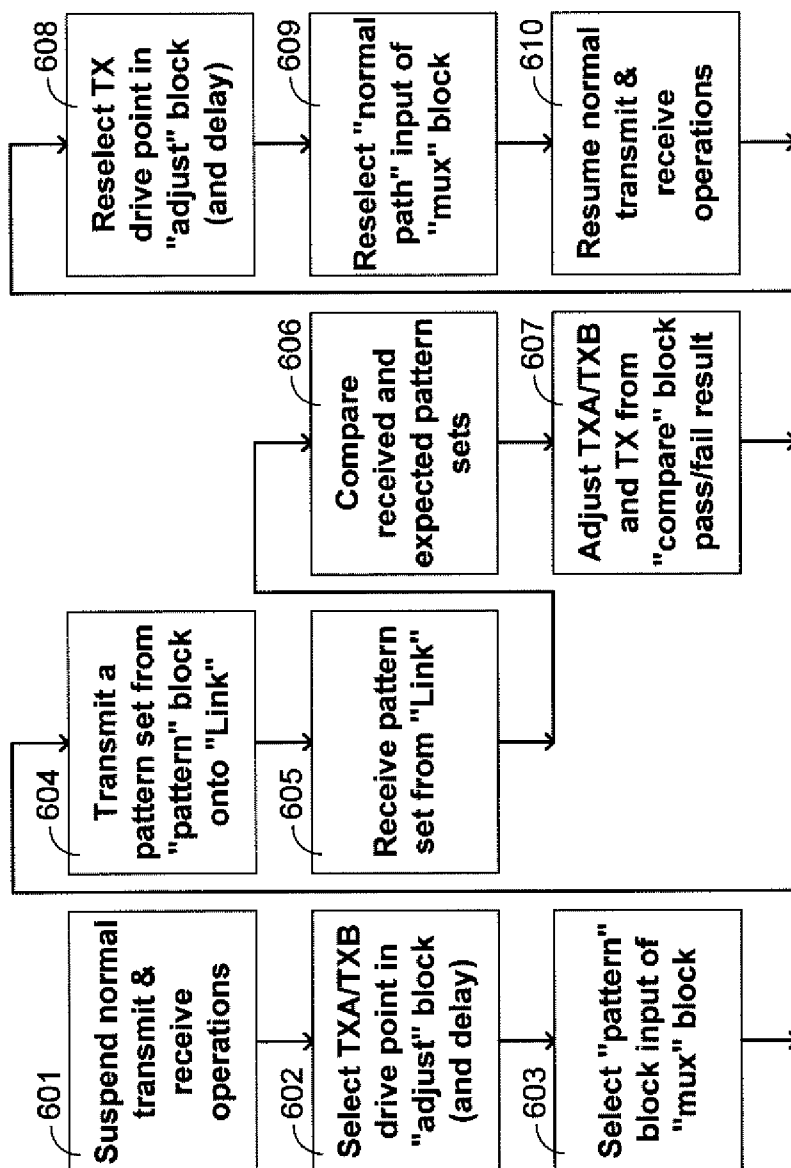 601
Suspend normal
transmit &
receive
operations
602
Select TXA/TXB
drive point in
"adjust" block
(and delay)
603
Select "pattern"
block input of
"mux" block
604
Transmit a
pattern set from
"pattern" block
onto "Link"
605
Receive pattern
set from "Link"
606
Compare
received and
expected pattern
sets
607
Adjust TXA/TXB
and TX from
"compare" block
pass/fail result
608
Reselect TX
drive point in
"adjust" block
(and delay)
609
Reselect "normal
path" input of
"mux" block
610
Resume normal
transmit &
receive
operations